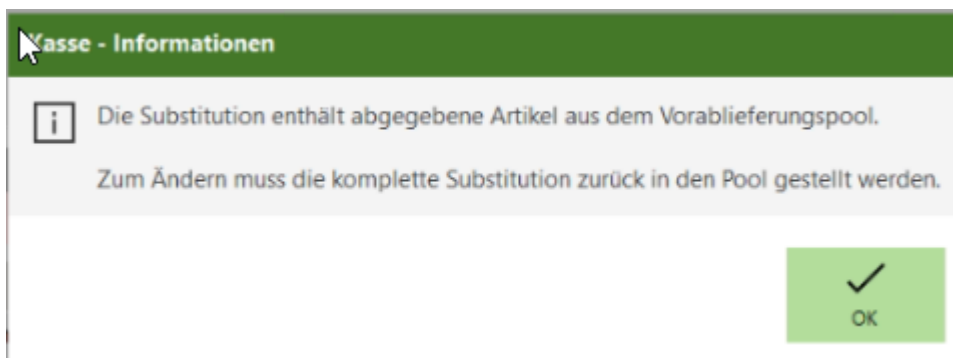 Kasse - Informationen
Die Substitution enthält abgegebene Artikel aus dem Vorablieferungspool.
Zum Ändern muss die komplette Substitution zurück in den Pool gestellt werden.
OK